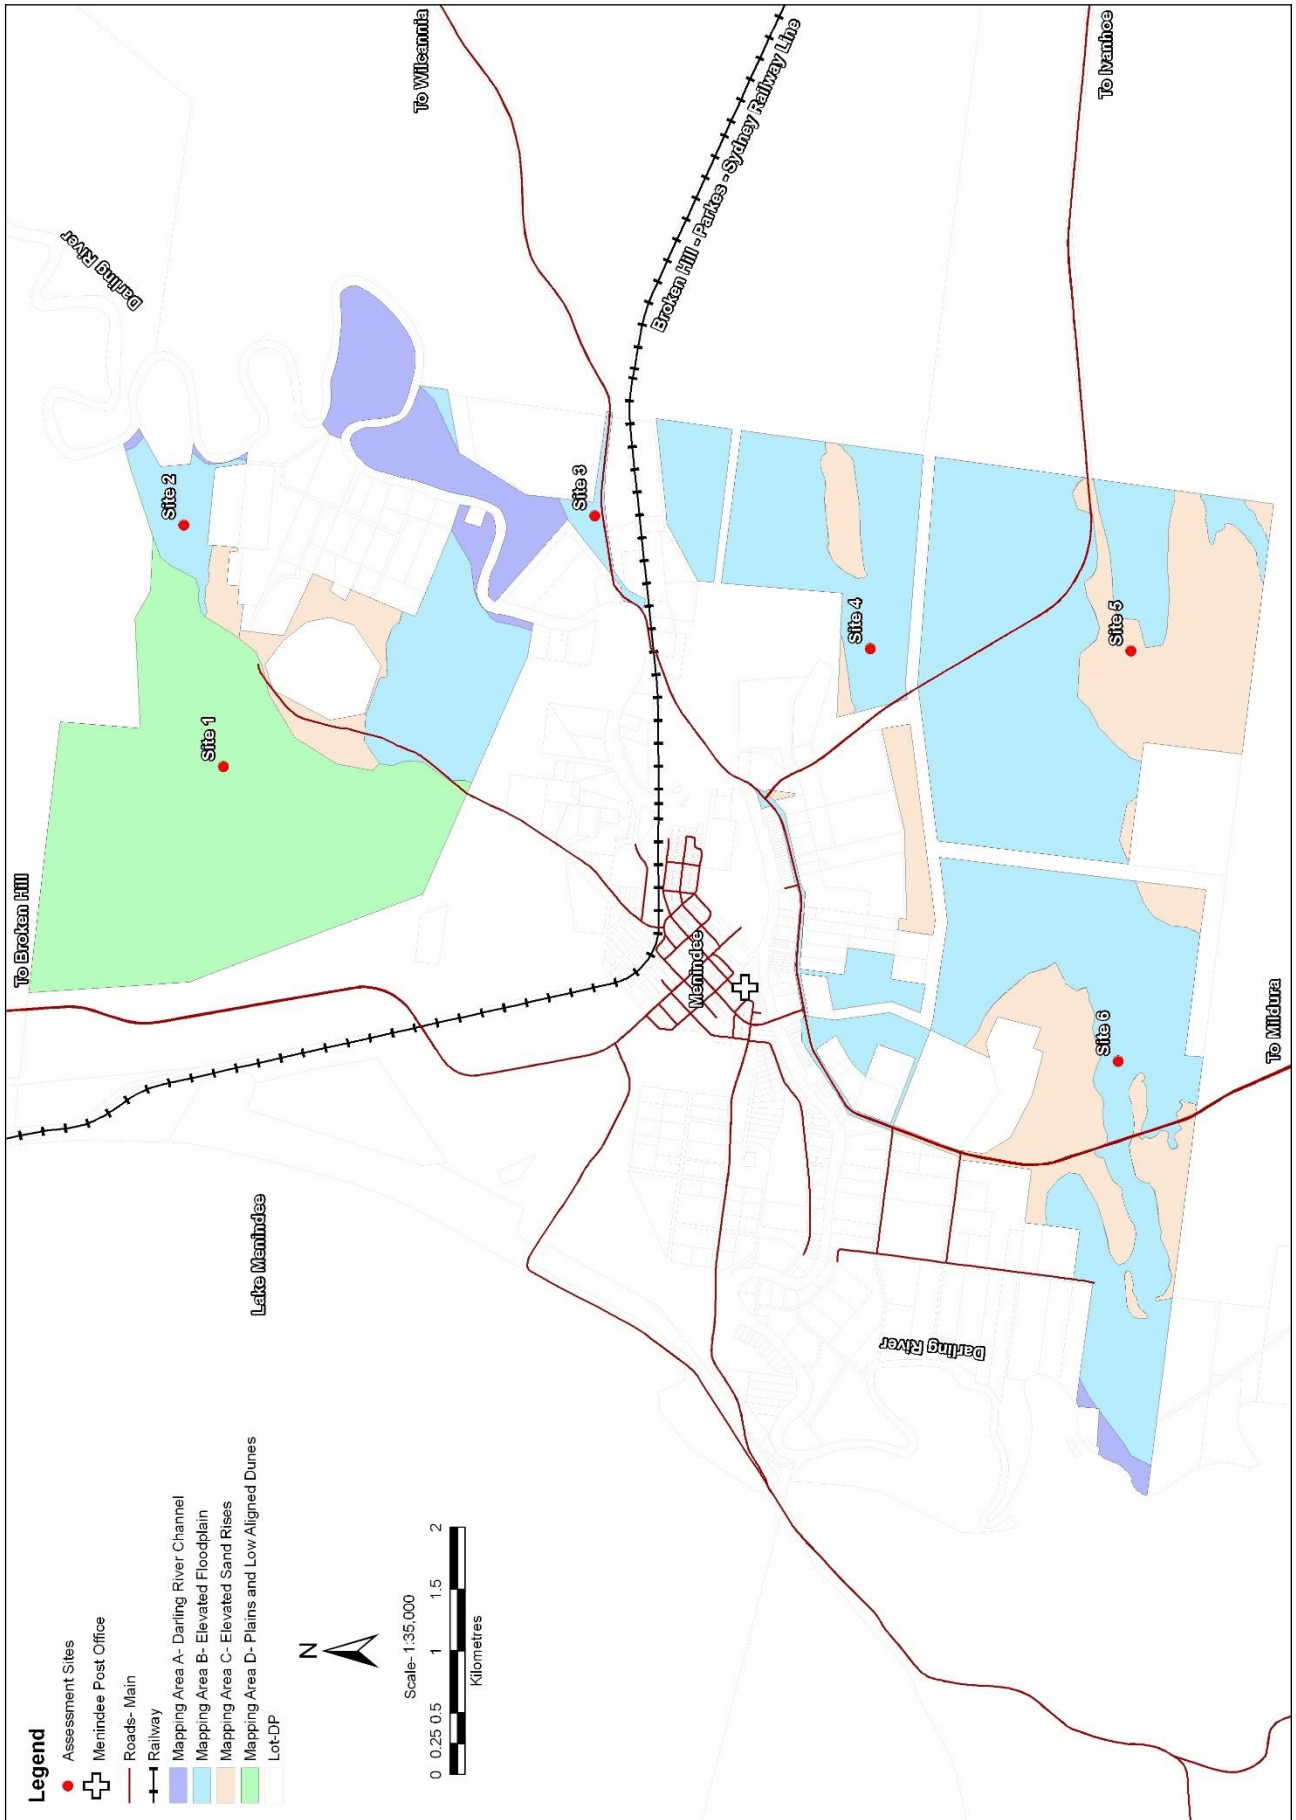 To Broken Hill
Lake Menindee
Site 1
Site 2
Darling River
To Wilcannia
Site 3
Broken Hill - Parkes - Sydney Railway Line
Menindee
Site 4
Darling River
Site 6
Site 5
To Ivanhoe
To Mildura
Legend
Assessment Sites
Menindee Post Office
Roads- Main
Railway
Mapping Area A- Darling River Channel
Mapping Area B- Elevated Floodplain
Mapping Area C- Elevated Sand Rises
Mapping Area D- Plains and Low Aligned Dunes
Lot-DP
N
Scale- 1:35,000
0 0.25 0.5 1 1.5 2
Kilometres